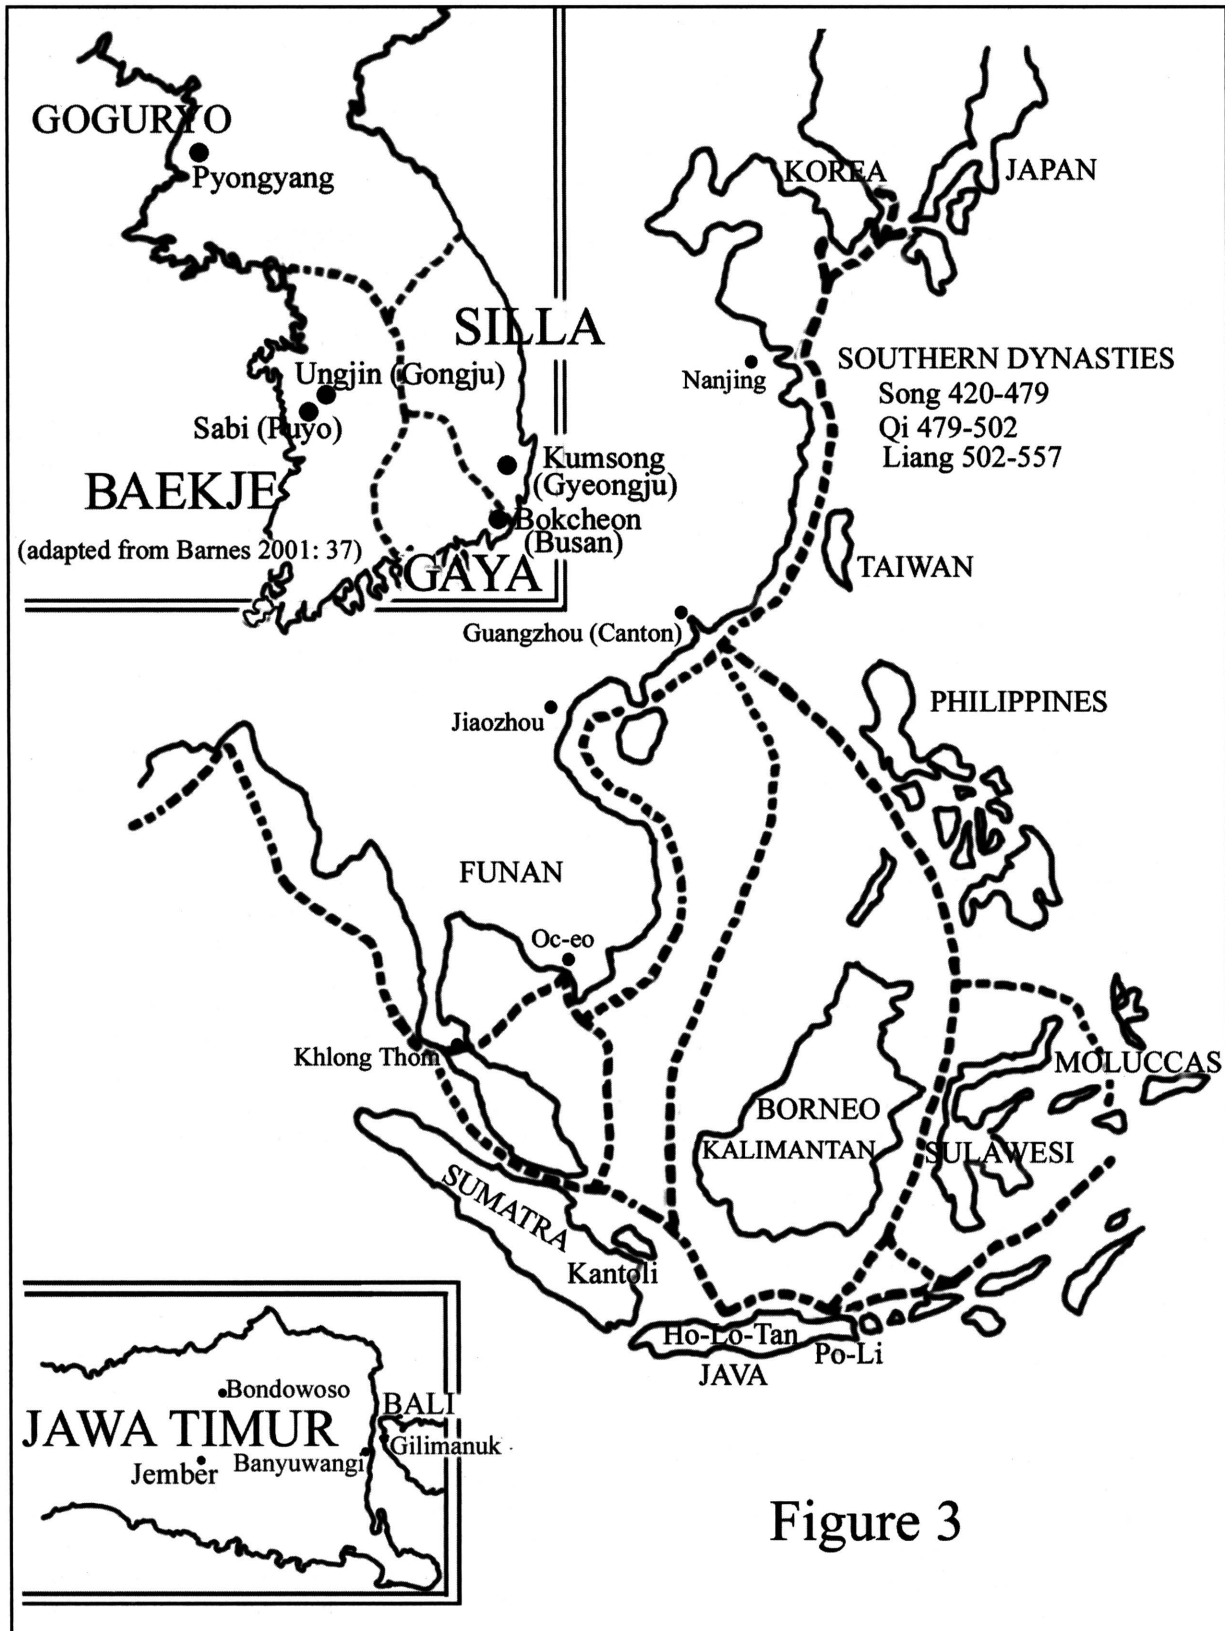 GOGURYO
Pyongyang
SILLA
Ungjin (Gongju)
Sabi (Puyo)
BAEKJE
Kumsong
(Gyeongju)
Bokcheon
(Busan)
(adapted from Barnes 2001: 37)
GAYA
KOREA
JAPAN
Nanjing
SOUTHERN DYNASTIES
Song 420-479
Qi 479-502
Liang 502-557
TAIWAN
Guangzhou (Canton)
Jiaozhou
PHILIPPINES
FUNAN
Oc-eo
Khlong Thom
MOLUCCAS
BORNEO
KALIMANTAN
SULAWESI
SUMATRA
Kantoli
Ho-Lo-Tan
Po-Li
JAVA
Bondowoso
BALI
JAWA TIMUR
Gilimanuk
Jember
Banyuwangi
Figure 3